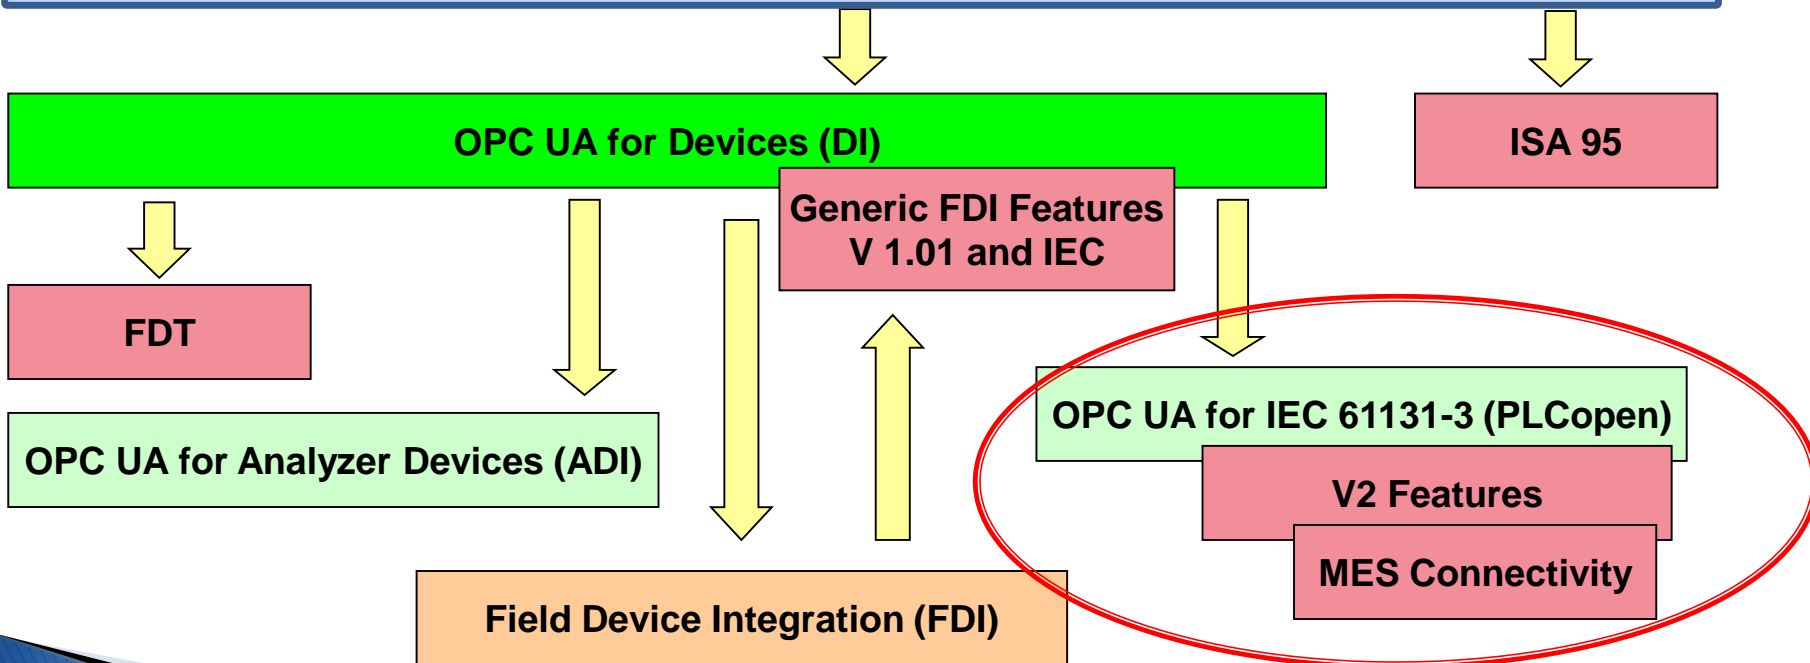 OPC UA for Devices (DI)
ISA 95
Generic FDI Features
V 1.01 and IEC
FDT
OPC UA for IEC 61131-3 (PLCopen)
OPC UA for Analyzer Devices (ADI)
V2 Features
MES Connectivity
Field Device Integration (FDI)